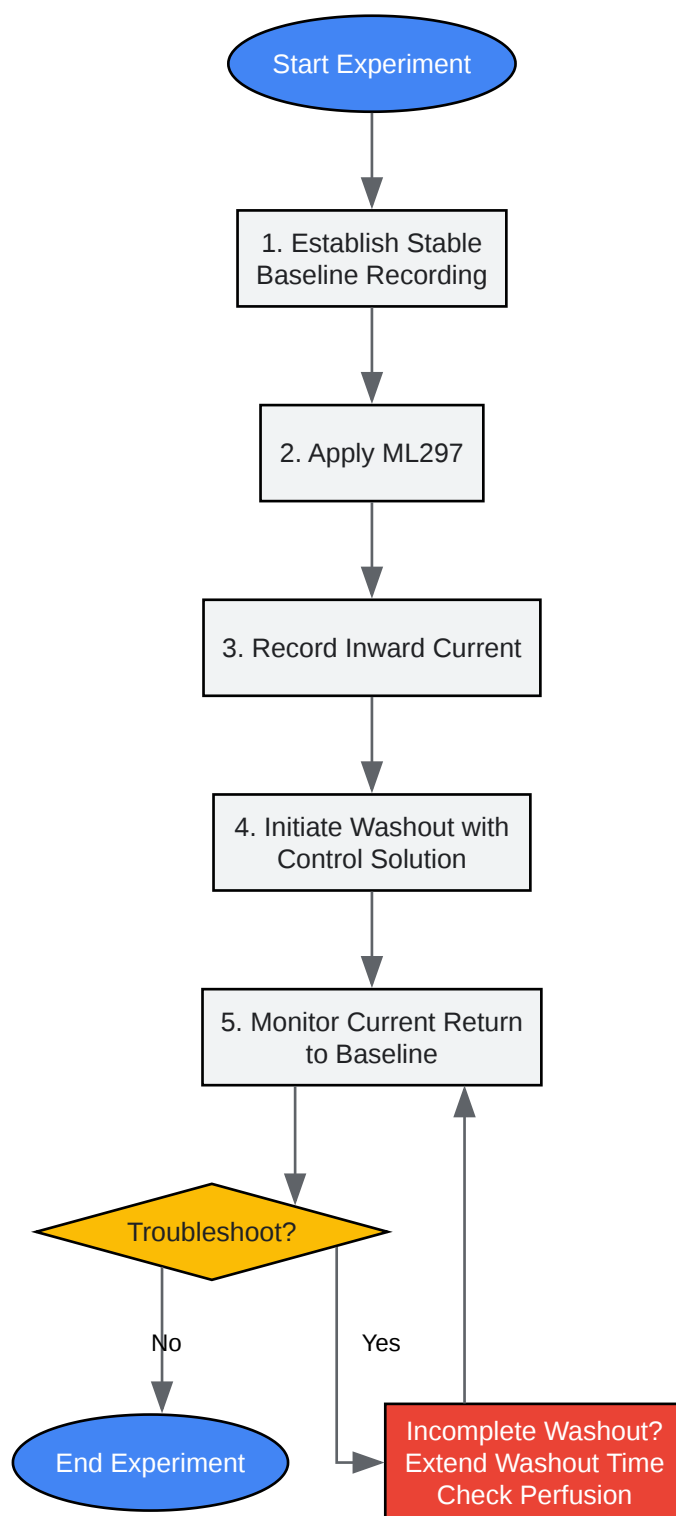 Start Experiment
1. Establish Stable
Baseline Recording
2. Apply ML297
3. Record Inward Current
4. Initiate Washout with
Control Solution
5. Monitor Current Return
to Baseline
Troubleshoot?
No
Yes
End Experiment
Incomplete Washout?
Extend Washout Time
Check Perfusion